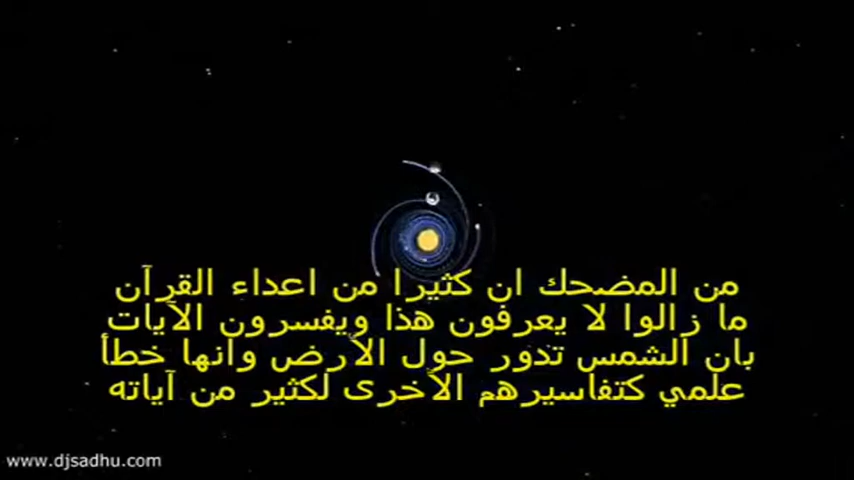 من المضحك ان كثيرا من اعداء القرآن
ما زالوا لا يعرفون هذا ويفسرون الآيات
بان الشمس تدور حول الأرض وانها خطأ
علمي كتفاسيرهم الأخرى لكثير من آياته
www.djsadhu.com